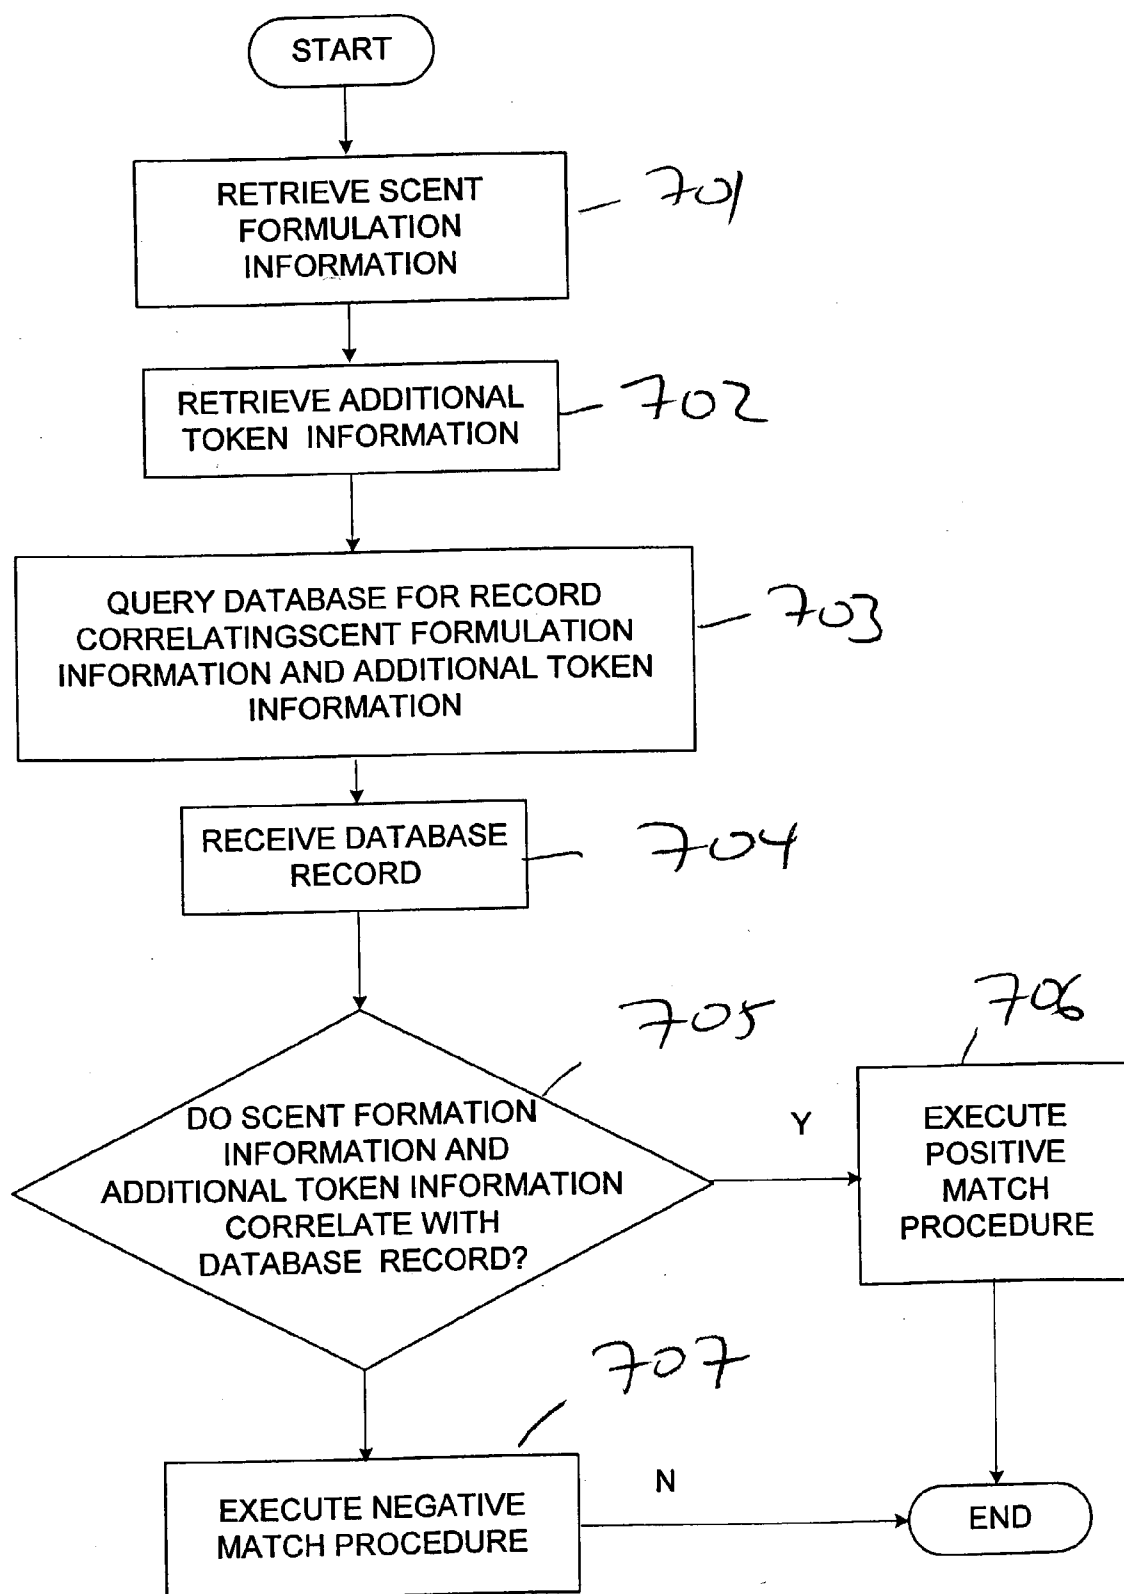 START
RETRIEVE SCENT
FORMULATION
INFORMATION
701
RETRIEVE ADDITIONAL
TOKEN INFORMATION
702
QUERY DATABASE FOR RECORD
CORRELATINGSCENT FORMULATION
INFORMATION AND ADDITIONAL TOKEN
INFORMATION
703
RECEIVE DATABASE
RECORD
704
705
706
DO SCENT FORMATION
INFORMATION AND
ADDITIONAL TOKEN INFORMATION
CORRELATE WITH
DATABASE RECORD?
Y
EXECUTE
POSITIVE
MATCH
PROCEDURE
707
EXECUTE NEGATIVE
MATCH PROCEDURE
N
END